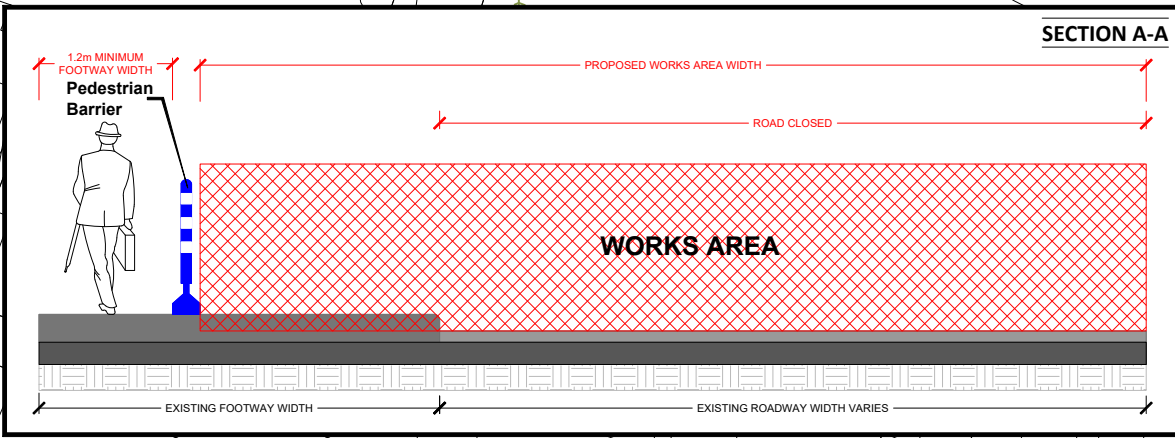 SECTION A-A
1.2m MINIMUM
FOOTWAY WIDTH
PROPOSED WORKS AREA WIDTH
Pedestrian
Barrier
ROAD CLOSED
WORKS AREA
EXISTING FOOTWAY WIDTH
EXISTING ROADWAY WIDTH VARIES